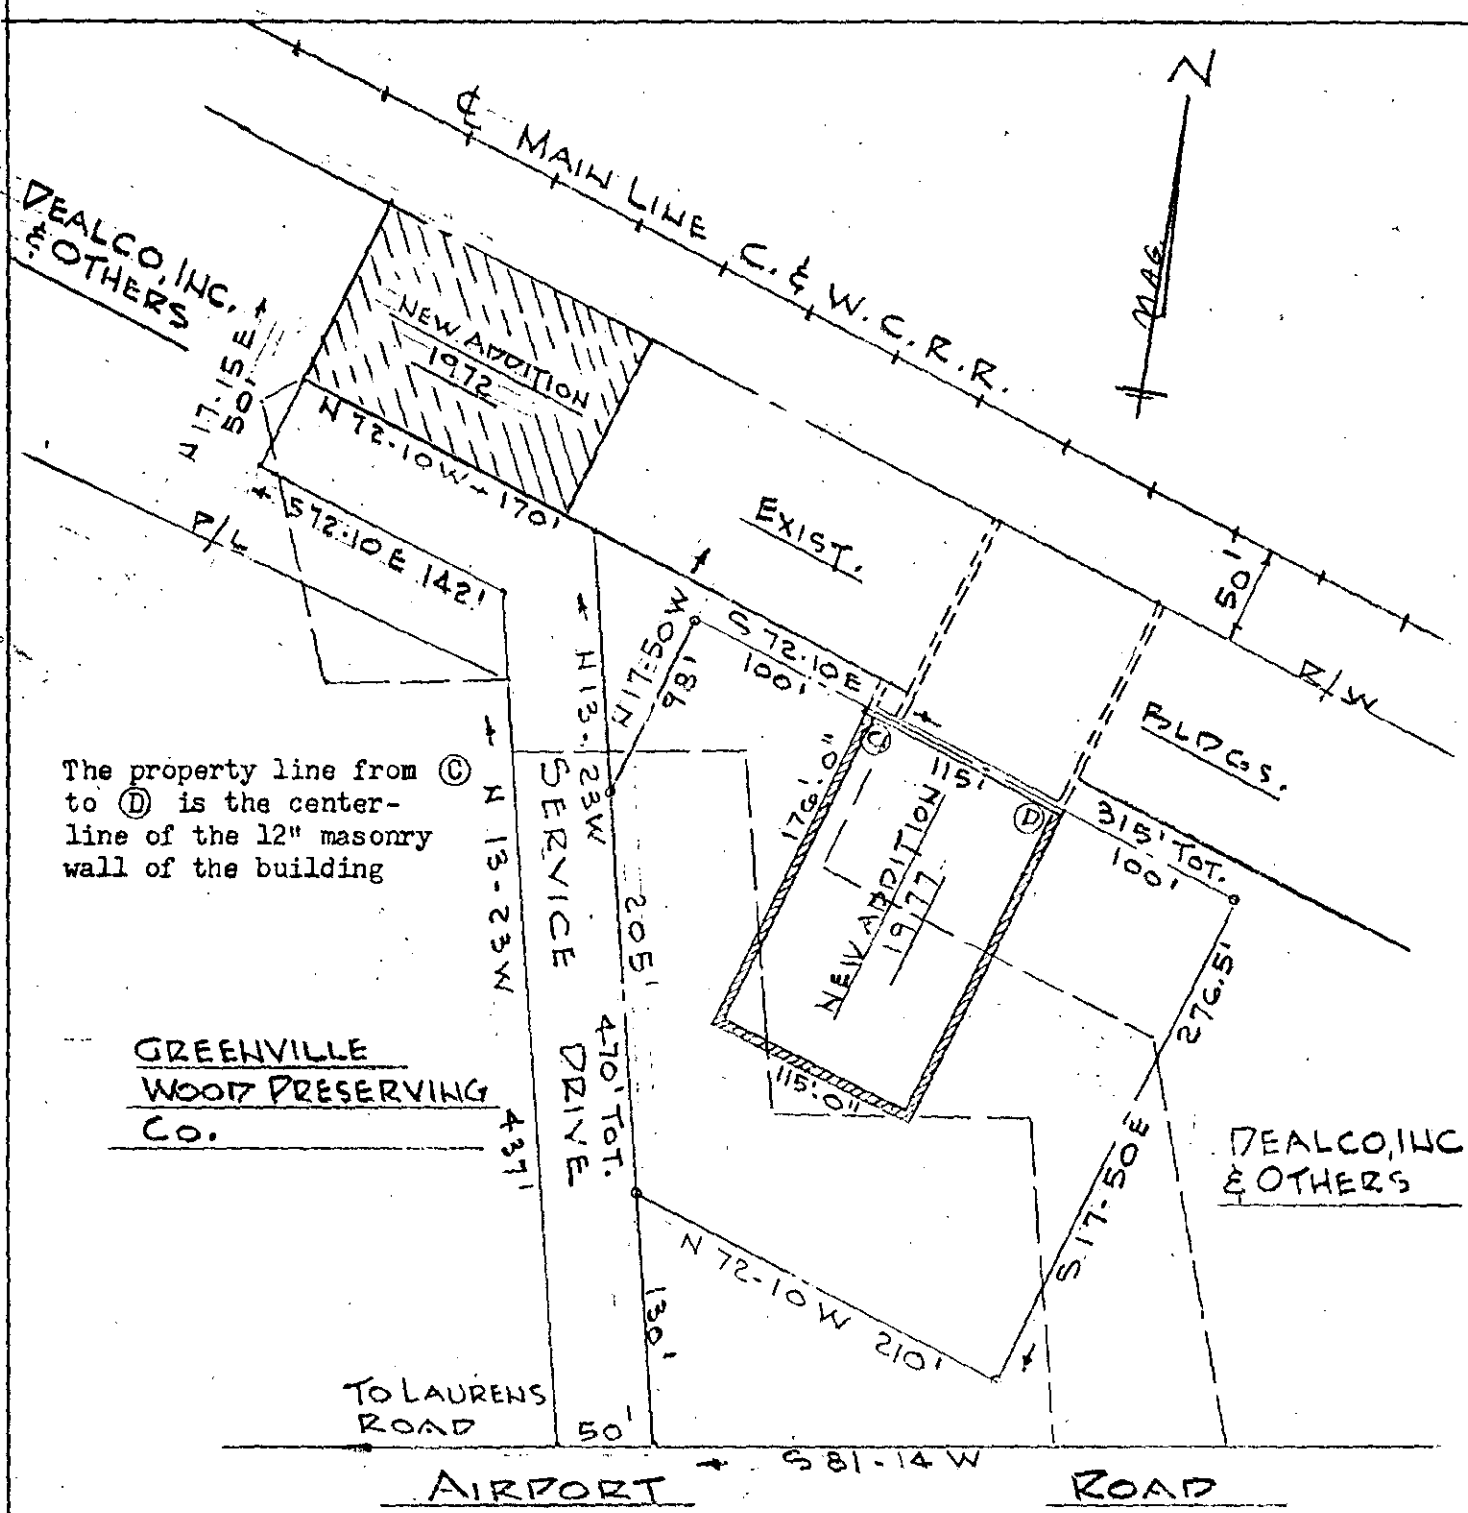 N
MAG.
℄ MAIN LINE C. & W. C. R. R.
DEALCO, INC.
& OTHERS
N 17-15 E
50'
NEW ADDITION
1972
N 72-10 W - 170'
S 72-10 E 142'
P/L
EXIST.
BLDGS.
50'
R/W
N 17-50 W
98'
S 72-10 E
100'
N 13-23 W
205'
470' TOT.
130'
The property line from Ⓒ
to Ⓓ is the center-
line of the 12" masonry
wall of the building
N 13-23 W
437'
SERVICE DRIVE
C
115'
D
176'-0"
NEW ADDITION
1977
115'-0"
315' TOT.
100'
276.5'
S 17-50 E
N 72-10 W 210'
GREENVILLE
WOOD PRESERVING
CO.
DEALCO, INC
& OTHERS
TO LAURENS
ROAD
50'
S 81-14 W
AIRPORT ROAD